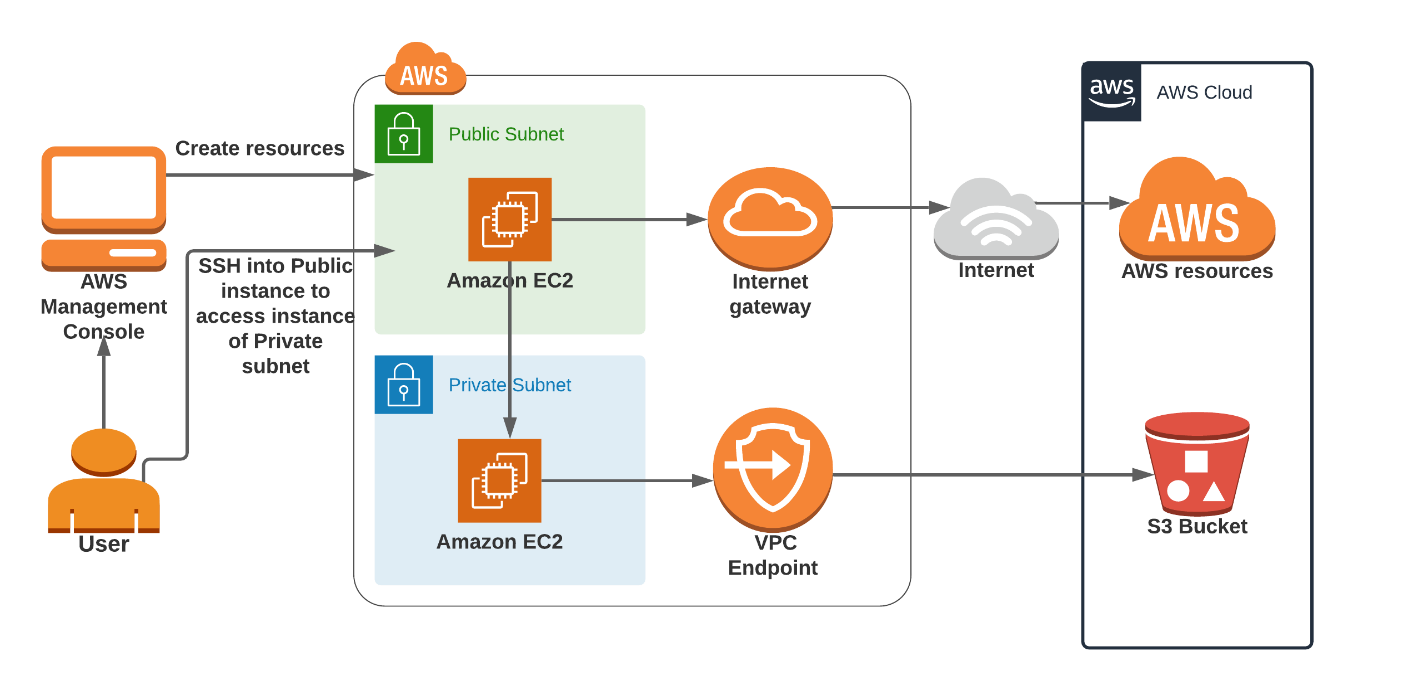 AWS
aws
AWS Cloud
Public Subnet
Create resources
AWS
Management
Console
SSH into Public
instance to
access instance
of Private
subnet
Amazon EC2
Internet
gateway
Internet
AWS
AWS resources
Private Subnet
Amazon EC2
VPC
Endpoint
S3 Bucket
User